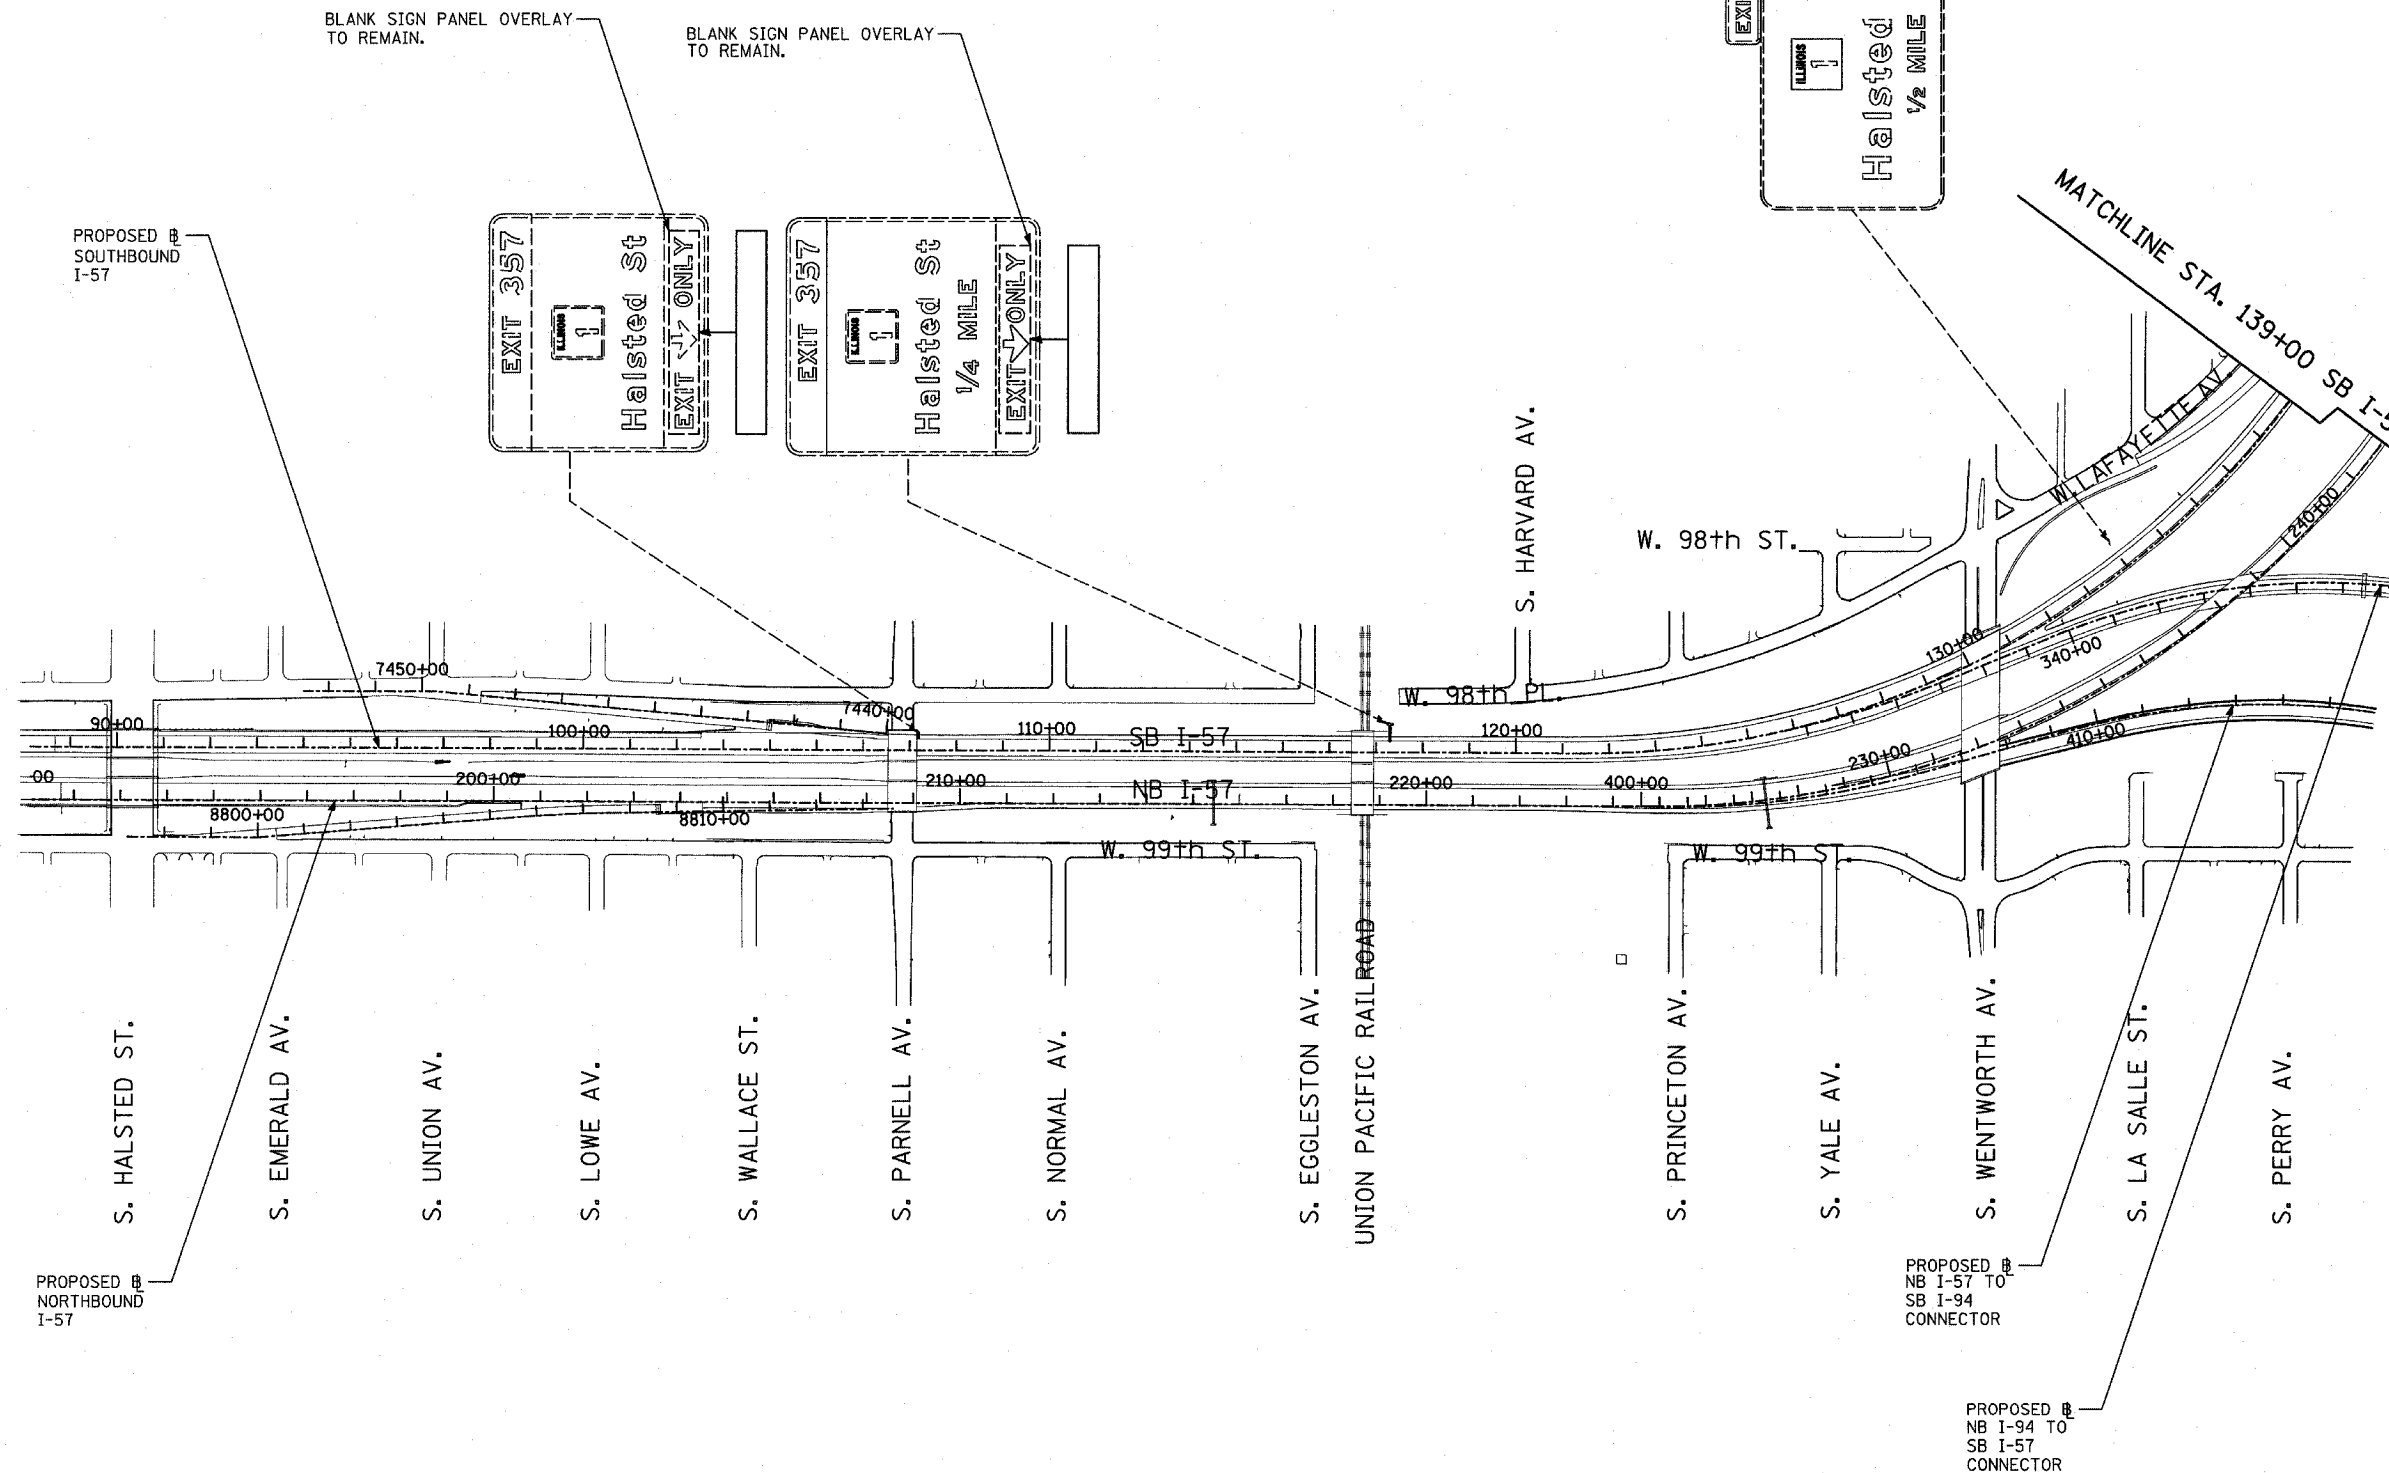 BLANK SIGN PANEL OVERLAY
TO REMAIN.
BLANK SIGN PANEL OVERLAY
TO REMAIN.
EXI
ILLINOIS
1
Halsted
1/2 MILE
PROPOSED BL
SOUTHBOUND
I-57
EXIT 357
ILLINOIS
1
Halsted St
EXIT ONLY
EXIT 357
ILLINOIS
1
Halsted St
1/4 MILE
EXIT ONLY
MATCHLINE STA. 139+00 SB I-5
W. LAFAYETTE AV.
240+00
S. HARVARD AV.
W. 98th ST.
130+00
340+00
7450+00
W. 98th PL.
7440+00
90+00
100+00
110+00
SB I-57
120+00
410+00
230+00
00
200+00
210+00
NB I-57
220+00
400+00
8800+00
8810+00
W. 99th ST.
W. 99th ST.
S. HALSTED ST.
S. EMERALD AV.
S. UNION AV.
S. LOWE AV.
S. WALLACE ST.
S. PARNELL AV.
S. NORMAL AV.
S. EGGLESTON AV.
UNION PACIFIC RAILROAD
S. PRINCETON AV.
S. YALE AV.
S. WENTWORTH AV.
S. LA SALLE ST.
S. PERRY AV.
PROPOSED BL
NORTHBOUND
I-57
PROPOSED BL
NB I-57 TO
SB I-94
CONNECTOR
PROPOSED BL
NB I-94 TO
SB I-57
CONNECTOR